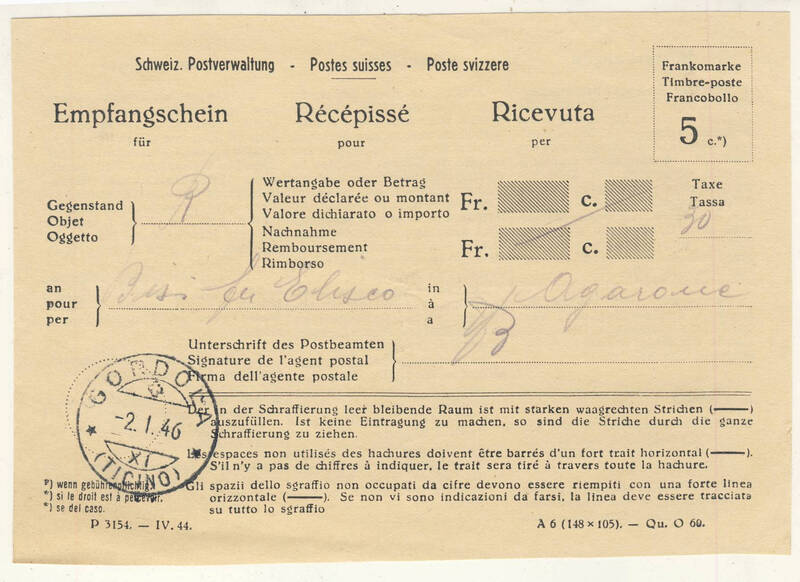 Schweiz. Postverwaltung - Postes suisses - Poste svizzere
Frankomarke
Timbre-poste
Francobollo
5 c.*)
Empfangschein Récépissé Ricevuta
für pour per
Gegenstand
Objet
Oggetto
R
Wertangabe oder Betrag
Valeur déclarée ou montant
Valore dichiarato o importo
Fr. c.
Nachnahme
Remboursement
Rimborso
Fr. c.
Taxe
Tassa
30
an
pour
per
Bisi fu Eliseo
in
à
a
Agarone
Unterschrift des Postbeamten
Signature de l'agent postal
Firma dell'agente postale
GORDOLA
-2.I.46
XI
(TICINO)
Der in der Schraffierung leer bleibende Raum ist mit starken waagrechten Strichen (——)
auszufüllen. Ist keine Eintragung zu machen, so sind die Striche durch die ganze
Schraffierung zu ziehen.
Les espaces non utilisés des hachures doivent être barrés d'un fort trait horizontal (——).
S'il n'y a pas de chiffres à indiquer, le trait sera tiré à travers toute la hachure.
Gli spazii dello sgraffio non occupati da cifre devono essere riempiti con una forte linea
orizzontale (——). Se non vi sono indicazioni da farsi, la linea deve essere tracciata
su tutto lo sgraffio
*) wenn gebührenpflichtig.
*) si le droit est à percevoir.
*) se del caso.
P 3154. — IV. 44.
A 6 (148 × 105). — Qu. O 60.